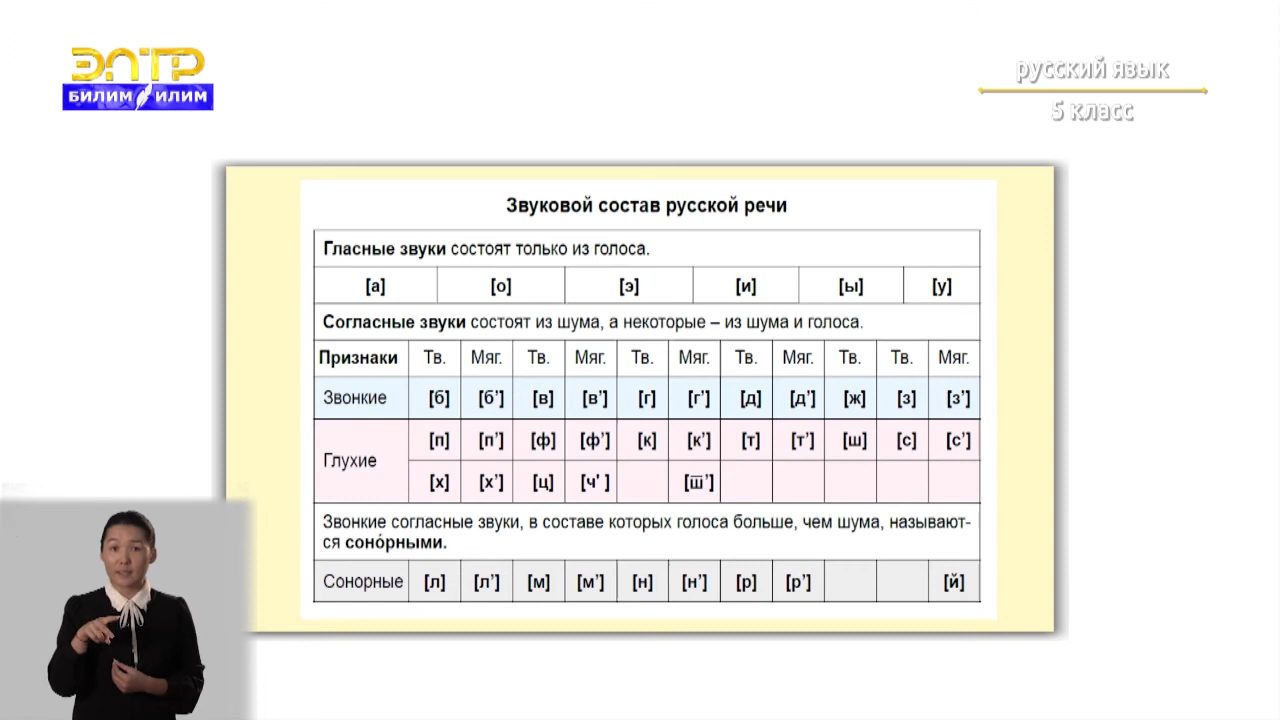 ЭЛТР
БИЛИМ ИЛИМ
русский язык
5 класс
Звуковой состав русской речи
Гласные звуки состоят только из голоса.
[а] [о] [э] [и] [ы] [у]
Согласные звуки состоят из шума, а некоторые – из шума и голоса.
Признаки Тв. Мяг. Тв. Мяг. Тв. Мяг. Тв. Мяг. Тв. Тв. Мяг.
Звонкие [б] [б’] [в] [в’] [г] [г’] [д] [д’] [ж] [з] [з’]
Глухие [п] [п’] [ф] [ф’] [к] [к’] [т] [т’] [ш] [с] [с’]
[х] [х’] [ц] [ч' ] [ш̅’]
Звонкие согласные звуки, в составе которых голоса больше, чем шума, называют-
ся соно́рными.
Сонорные [л] [л’] [м] [м’] [н] [н’] [р] [р’] [й]